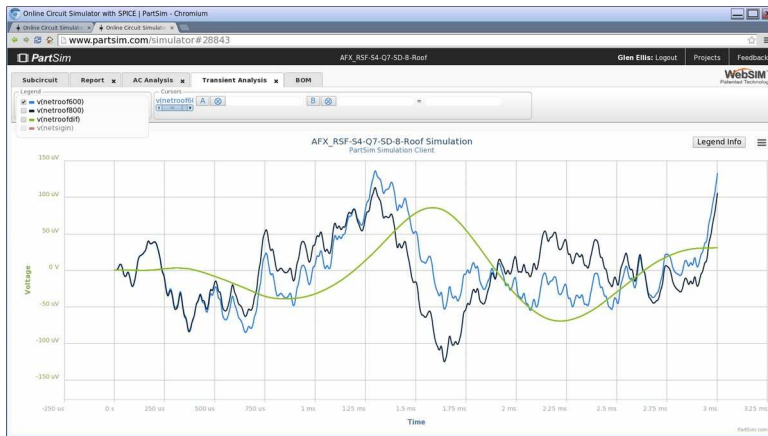 Online Circuit Simulator with SPICE | PartSim - Chromium
Online Circuit Simulato × Online Circuit Simulato ×
www.partsim.com/simulator#28843
PartSim AFX_RSF-S4-Q7-SD-8-Roof Glen Ellis: Logout Projects Feedback
Subcircuit Report x AC Analysis x Transient Analysis x BOM
WebSIM
Patented Technology
Legend Cursors
v(netroof600) v(netroof60 A B =
v(netroof800)
v(netroofdif)
v(netsigin)
AFX_RSF-S4-Q7-SD-8-Roof Simulation
PartSim Simulation Client
Legend Info
150 uV
100 uV
50 uV
0 V
-50 uV
-100 uV
-150 uV
Voltage
-250 us 0 s 250 us 500 us 750 us 1 ms 1.25 ms 1.5 ms 1.75 ms 2 ms 2.25 ms 2.5 ms 2.75 ms 3 ms 3.25 ms
Time
PartSim.com